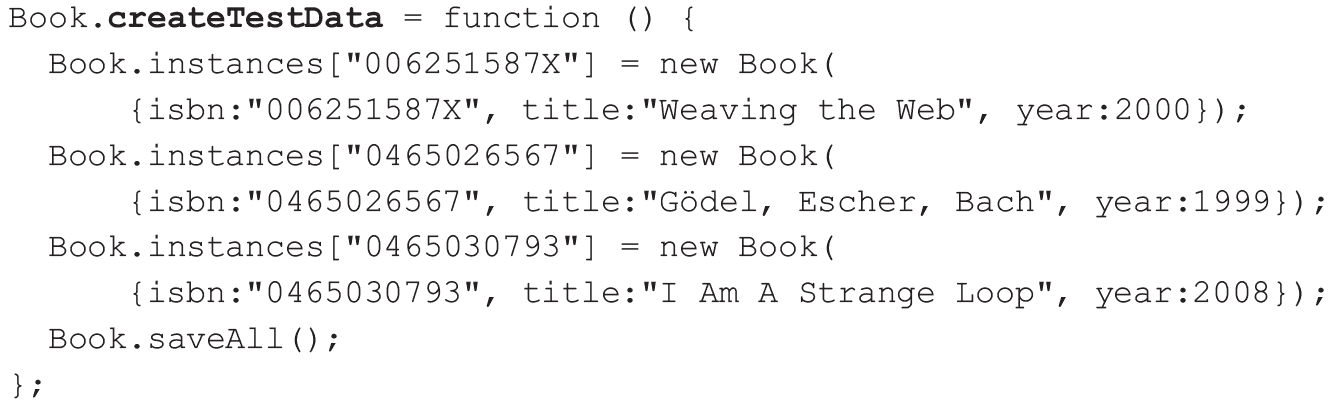 Book.createTestData = function () {
  Book.instances["006251587X"] = new Book(
      {isbn:"006251587X", title:"Weaving the Web", year:2000});
  Book.instances["0465026567"] = new Book(
      {isbn:"0465026567", title:"Gödel, Escher, Bach", year:1999});
  Book.instances["0465030793"] = new Book(
      {isbn:"0465030793", title:"I Am A Strange Loop", year:2008});
  Book.saveAll();
};